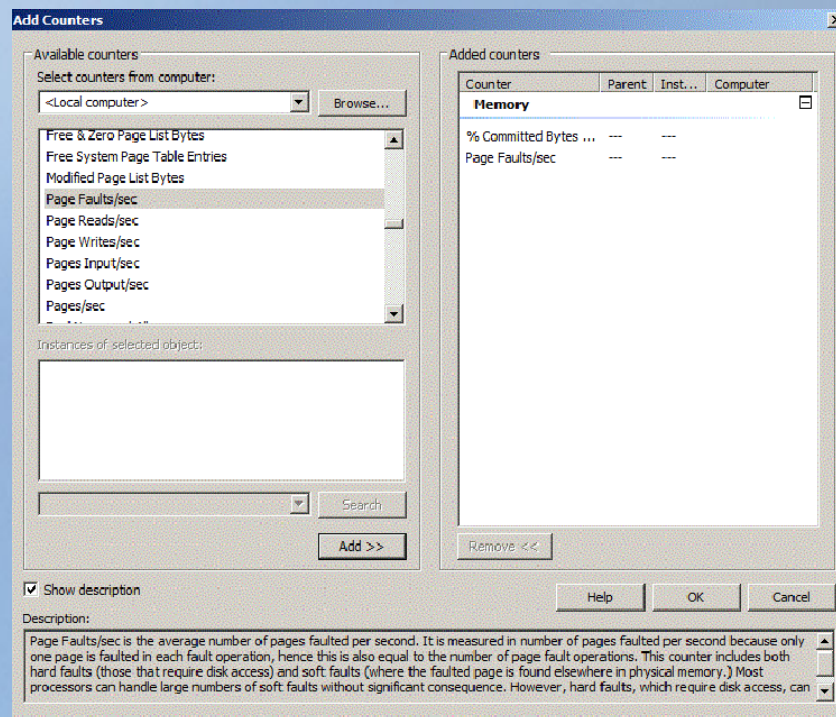 Add Counters
Available counters
Select counters from computer:
<Local computer>
Browse...
Free & Zero Page List Bytes
Free System Page Table Entries
Modified Page List Bytes
Page Faults/sec
Page Reads/sec
Page Writes/sec
Pages Input/sec
Pages Output/sec
Pages/sec
Instances of selected object:
Search
Add >>
Added counters
Counter Parent Inst... Computer
Memory
% Committed Bytes ... --- ---
Page Faults/sec --- ---
Remove <<
Show description
Help OK Cancel
Description:
Page Faults/sec is the average number of pages faulted per second. It is measured in number of pages faulted per second because only
one page is faulted in each fault operation, hence this is also equal to the number of page fault operations. This counter includes both
hard faults (those that require disk access) and soft faults (where the faulted page is found elsewhere in physical memory.) Most
processors can handle large numbers of soft faults without significant consequence. However, hard faults, which require disk access, can